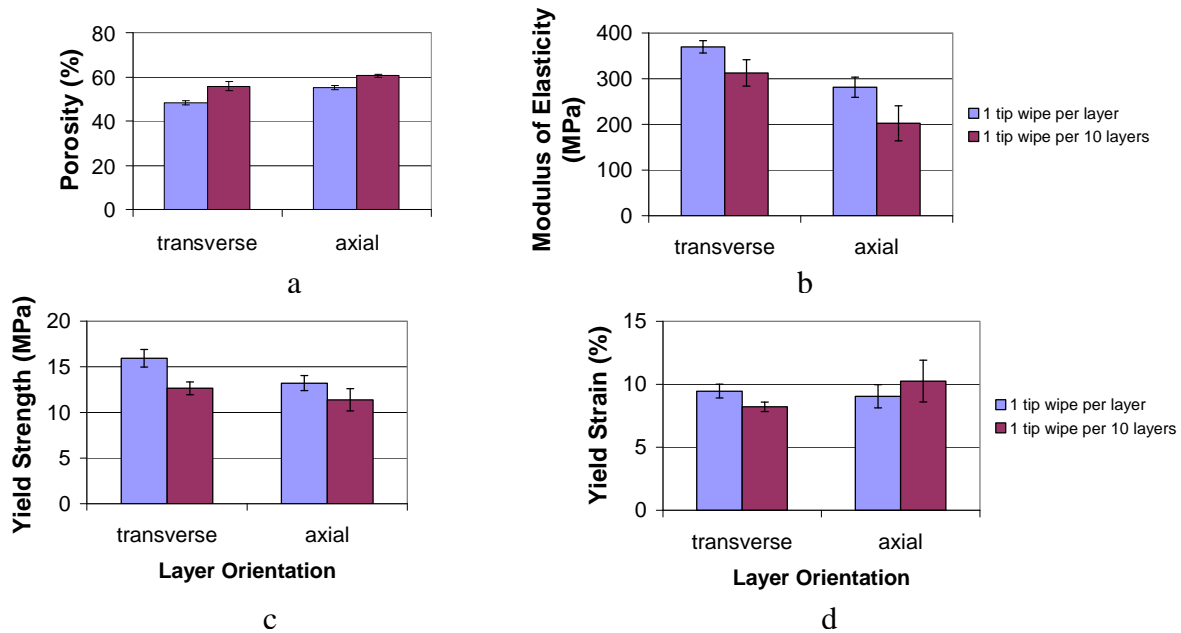 Porosity (%)
80
60
40
20
0
transverse axial
a
Modulus of Elasticity
(MPa)
400
300
200
100
0
transverse axial
b
1 tip wipe per layer
1 tip wipe per 10 layers
Yield Strength (MPa)
20
15
10
5
0
transverse axial
Layer Orientation
c
Yield Strain (%)
15
10
5
0
transverse axial
Layer Orientation
d
1 tip wipe per layer
1 tip wipe per 10 layers